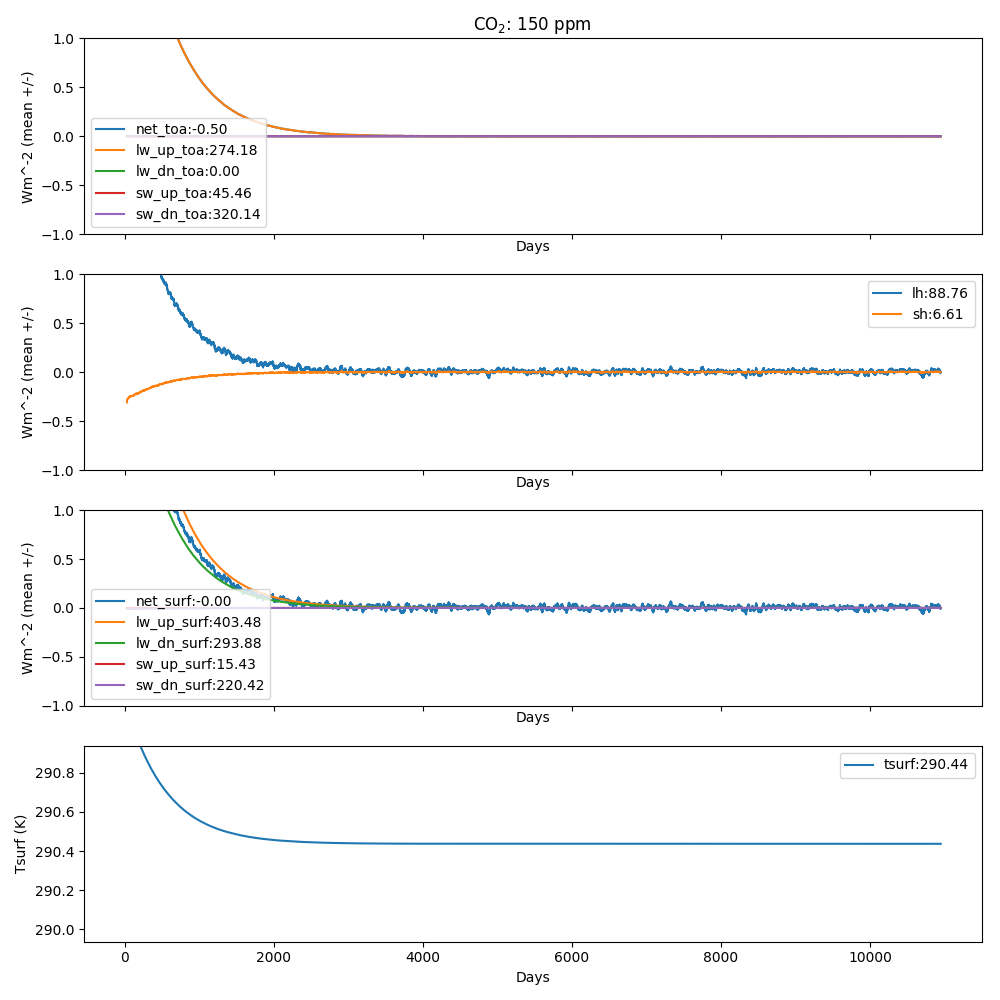 CO₂: 150 ppm
1.0
0.5
0.0
−0.5
−1.0
Wm^-2 (mean +/-)
net_toa:-0.50
lw_up_toa:274.18
lw_dn_toa:0.00
sw_up_toa:45.46
sw_dn_toa:320.14
Days
1.0
0.5
0.0
−0.5
−1.0
Wm^-2 (mean +/-)
lh:88.76
sh:6.61
Days
1.0
0.5
0.0
−0.5
−1.0
Wm^-2 (mean +/-)
net_surf:-0.00
lw_up_surf:403.48
lw_dn_surf:293.88
sw_up_surf:15.43
sw_dn_surf:220.42
Days
290.8
290.6
290.4
290.2
290.0
Tsurf (K)
tsurf:290.44
0 2000 4000 6000 8000 10000
Days